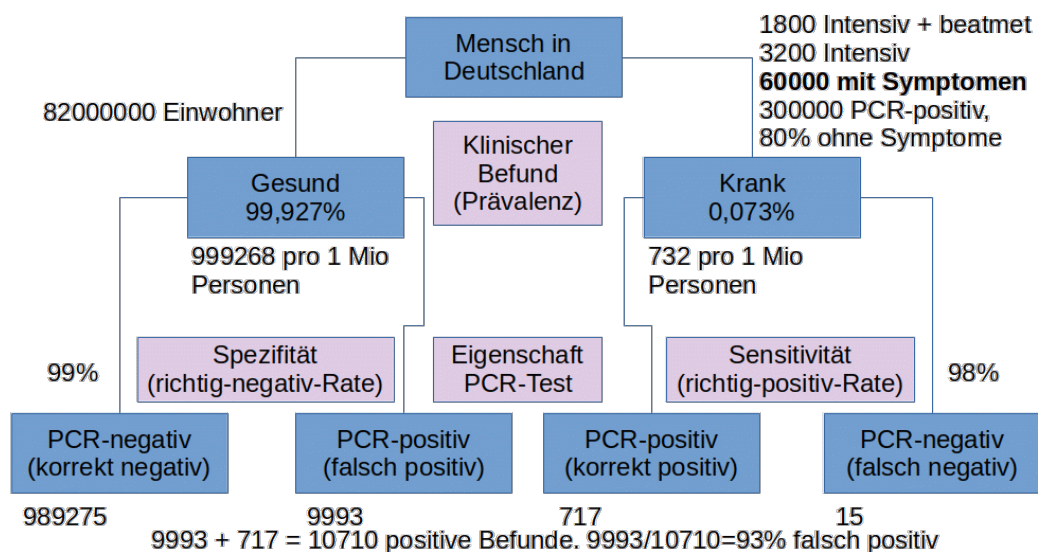 Mensch in
Deutschland
1800 Intensiv + beatmet
3200 Intensiv
60000 mit Symptomen
300000 PCR-positiv,
80% ohne Symptome
82000000 Einwohner
Klinischer
Befund
(Prävalenz)
Gesund
99,927%
Krank
0,073%
999268 pro 1 Mio
Personen
732 pro 1 Mio
Personen
99%
Spezifität
(richtig-negativ-Rate)
Eigenschaft
PCR-Test
Sensitivität
(richtig-positiv-Rate)
98%
PCR-negativ
(korrekt negativ)
PCR-positiv
(falsch positiv)
PCR-positiv
(korrekt positiv)
PCR-negativ
(falsch negativ)
989275
9993
717
15
9993 + 717 = 10710 positive Befunde. 9993/10710=93% falsch positiv